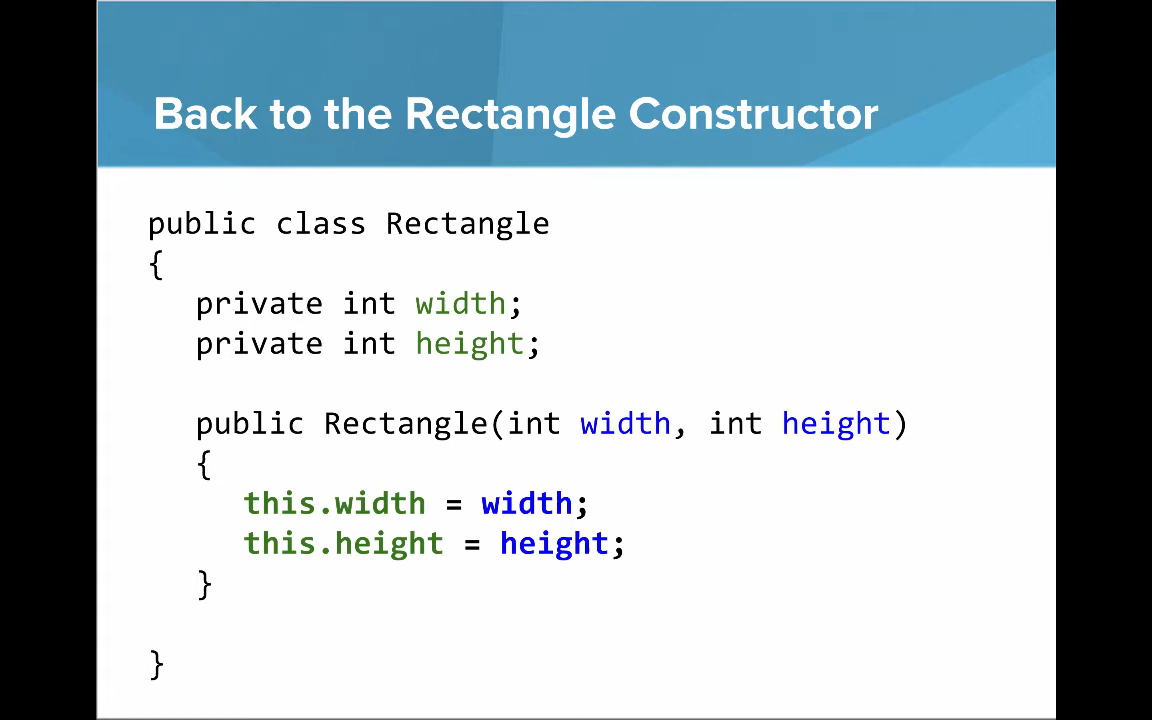 Back to the Rectangle Constructor
public class Rectangle
{
private int width;
private int height;
public Rectangle(int width, int height)
{
this.width = width;
this.height = height;
}
}